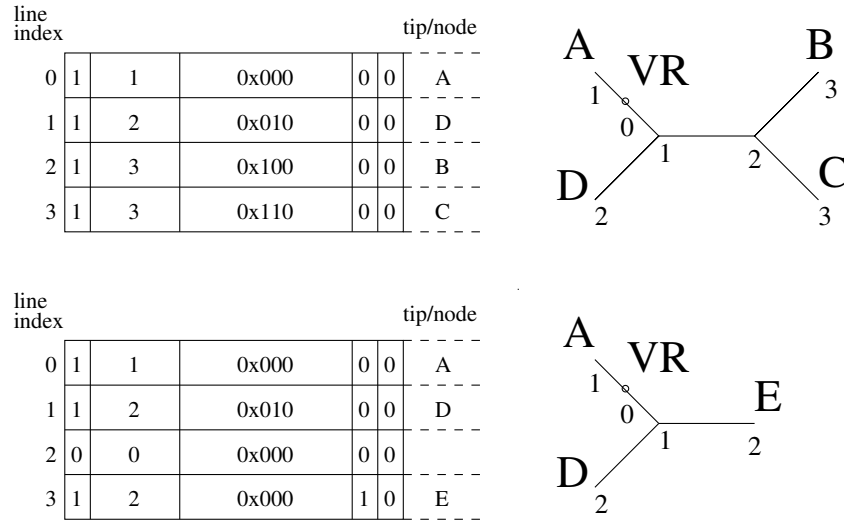 line
index
tip/node
0 1 1 0x000 0 0 A
1 1 2 0x010 0 0 D
2 1 3 0x100 0 0 B
3 1 3 0x110 0 0 C
A
VR
B
1
0
3
1
2
D
C
2
3
line
index
tip/node
0 1 1 0x000 0 0 A
1 1 2 0x010 0 0 D
2 0 0 0x000 0 0
3 1 2 0x000 1 0 E
A
VR
1
E
0
1
2
D
2